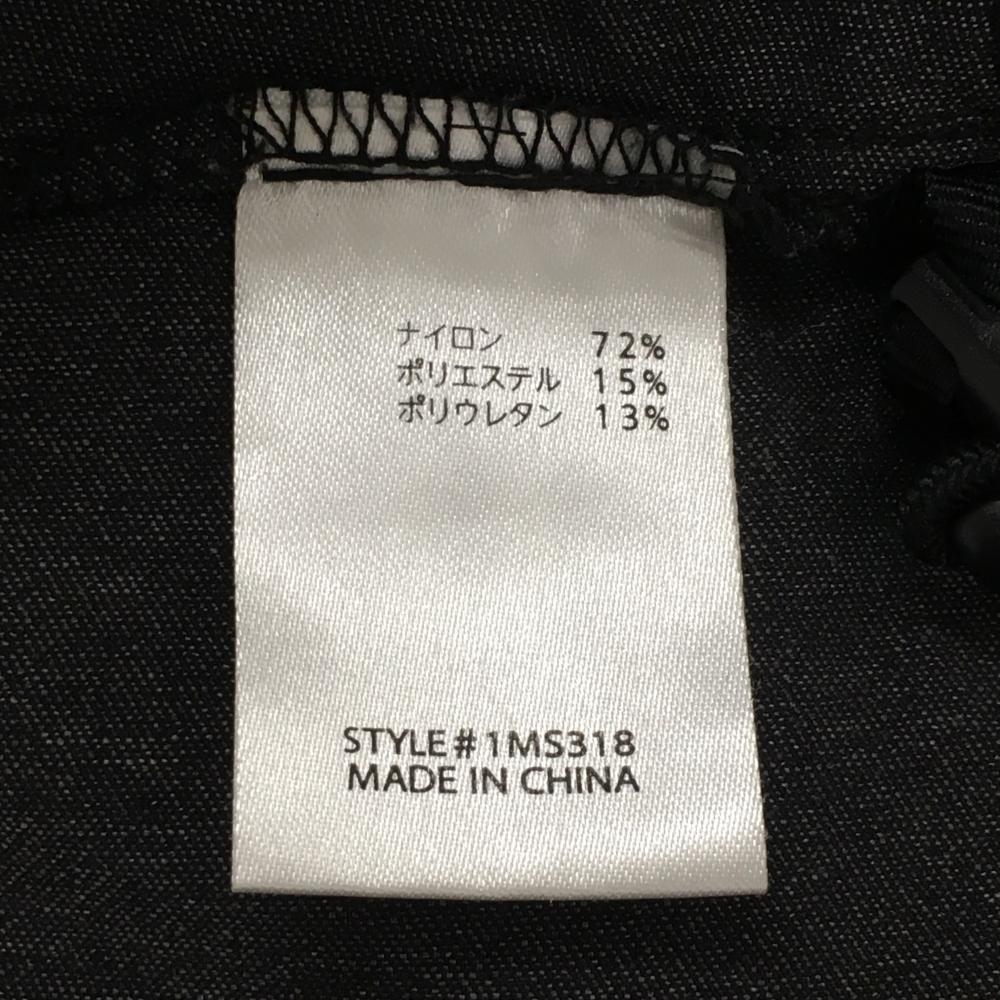 ナイロン 72%
ポリエステル 15%
ポリウレタン 13%
STYLE# 1MS318
MADE IN CHINA